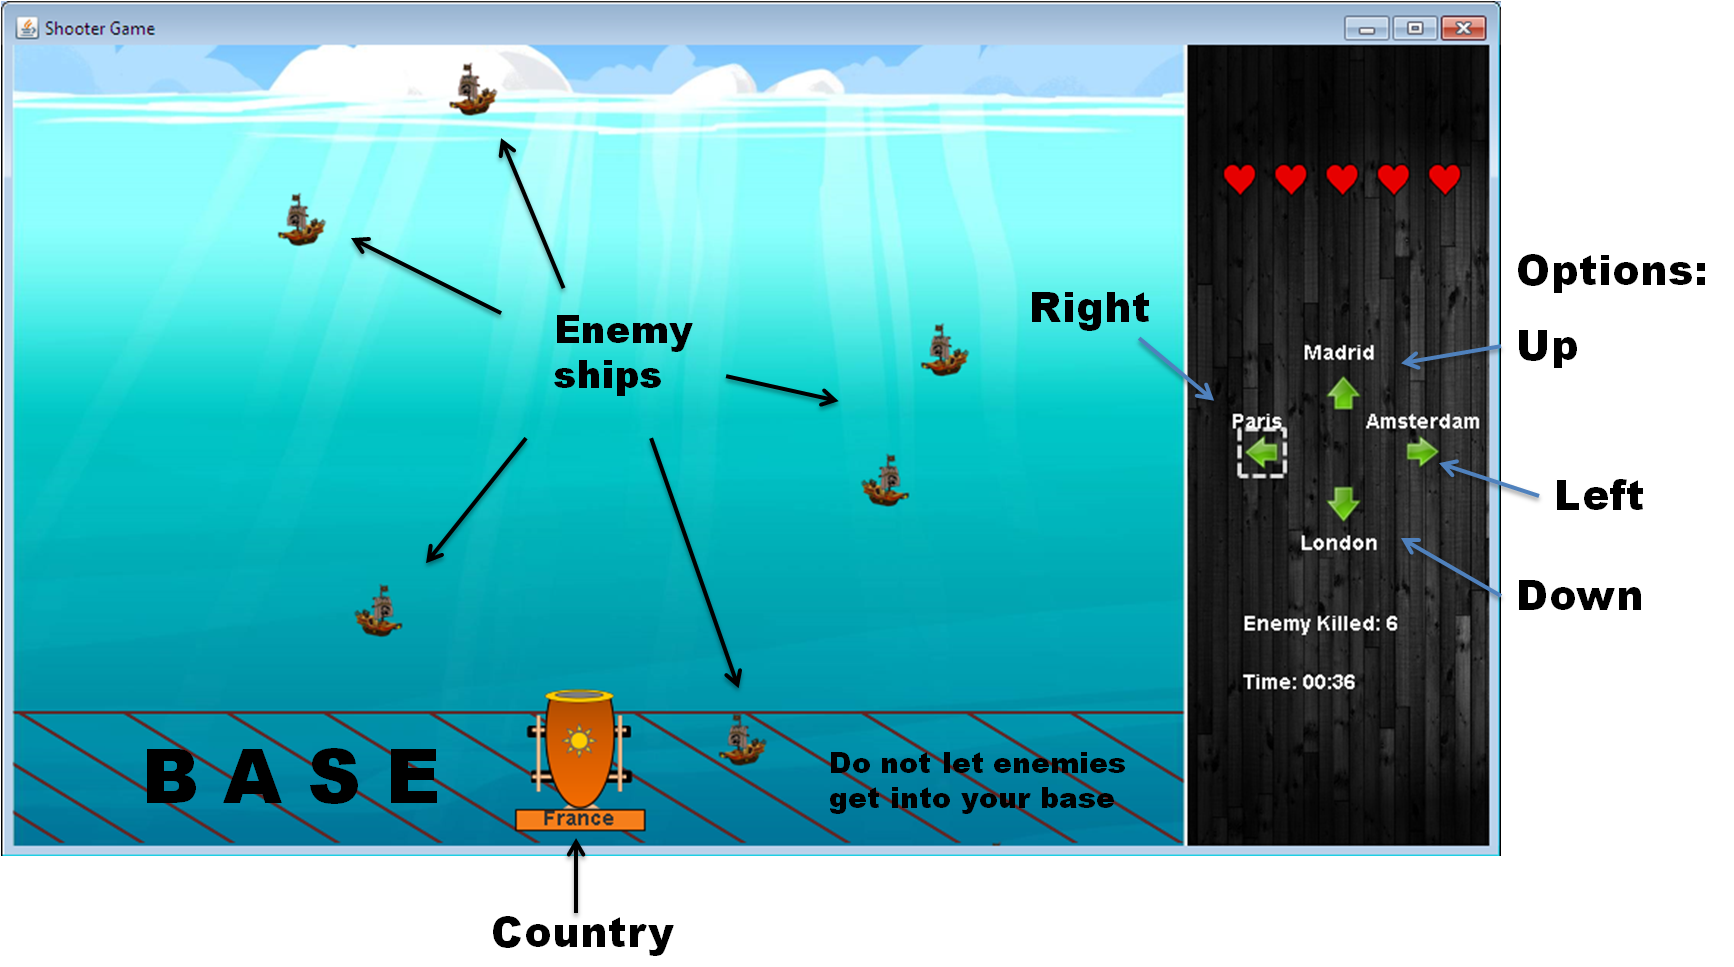 Shooter Game
Enemy
ships
Right
Options:
Up
Madrid
Paris
Amsterdam
Left
London
Down
Enemy Killed: 6
Time: 00:36
B A S E
Do not let enemies
get into your base
France
Country